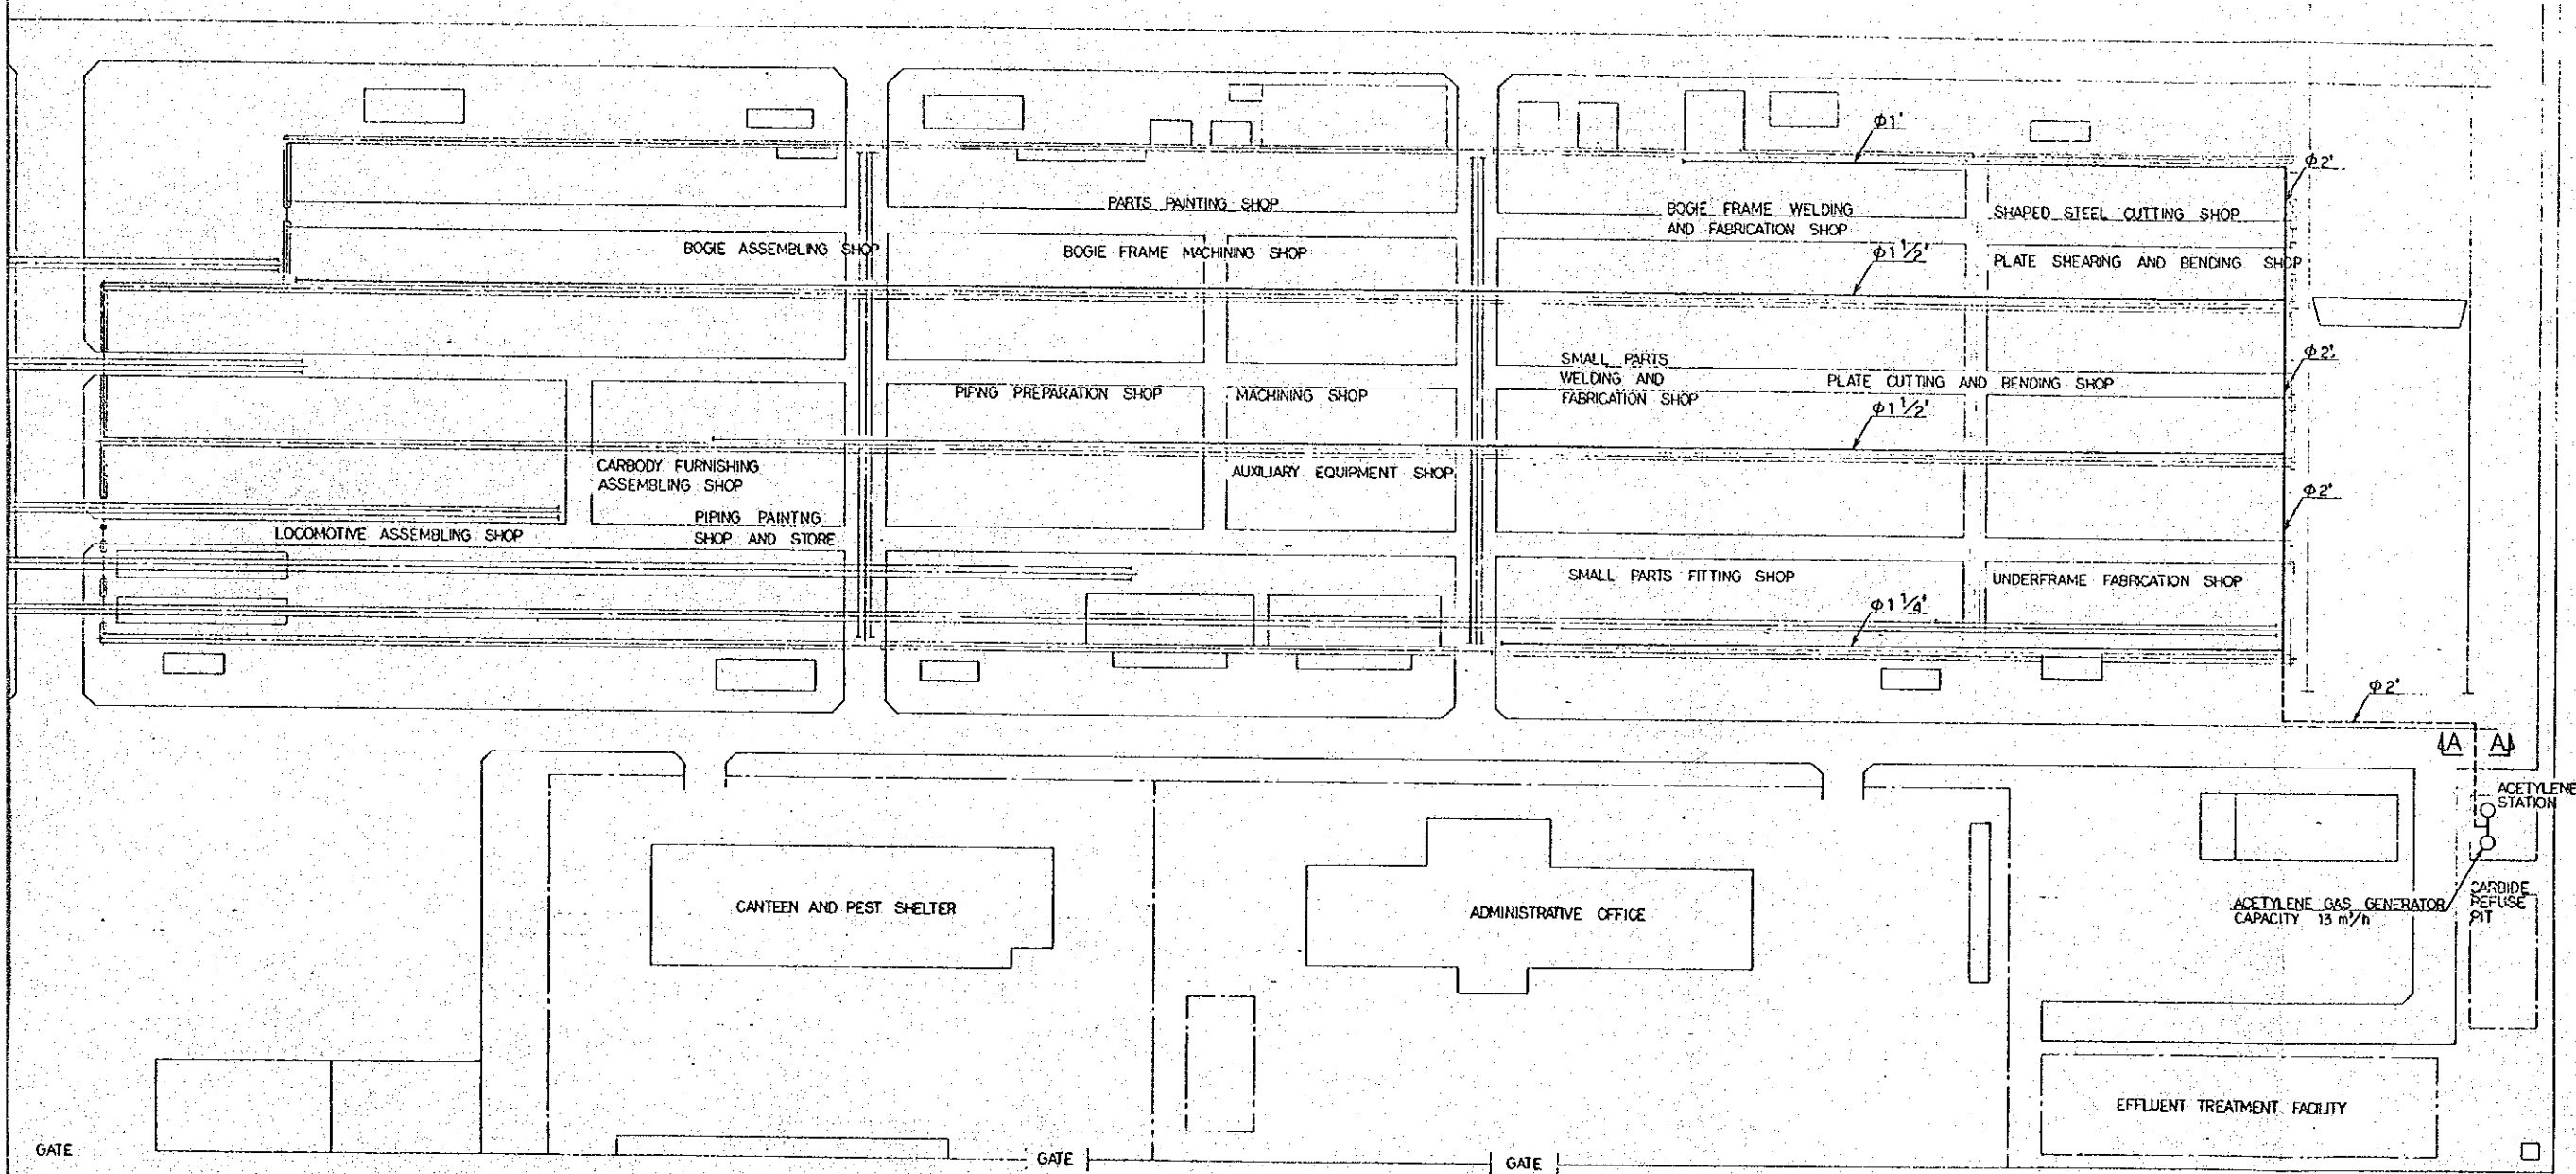 φ1'
φ2'
PARTS PAINTING SHOP
BOGIE FRAME WELDING
AND FABRICATION SHOP
SHAPED STEEL CUTTING SHOP
BOGIE ASSEMBLING SHOP
BOGIE FRAME MACHINING SHOP
φ1 1/2'
PLATE SHEARING AND BENDING SHOP
SMALL PARTS
WELDING AND
FABRICATION SHOP
φ2'
PLATE CUTTING AND BENDING SHOP
PIPING PREPARATION SHOP
MACHINING SHOP
φ1 1/2'
CARBODY FURNISHING
ASSEMBLING SHOP
AUXILIARY EQUIPMENT SHOP
φ2'
PIPING PAINTNG
SHOP AND STORE
LOCOMOTIVE ASSEMBLING SHOP
SMALL PARTS FITTING SHOP
UNDERFRAME FABRICATION SHOP
φ1 1/4'
φ2'
A A
ACETYLENE
STATION
CANTEEN AND PEST SHELTER
ADMINISTRATIVE OFFICE
ACETYLENE GAS GENERATOR
CAPACITY 13 m³/h
CARBIDE
REFUSE
PIT
EFFLUENT TREATMENT FACILITY
GATE
GATE
GATE